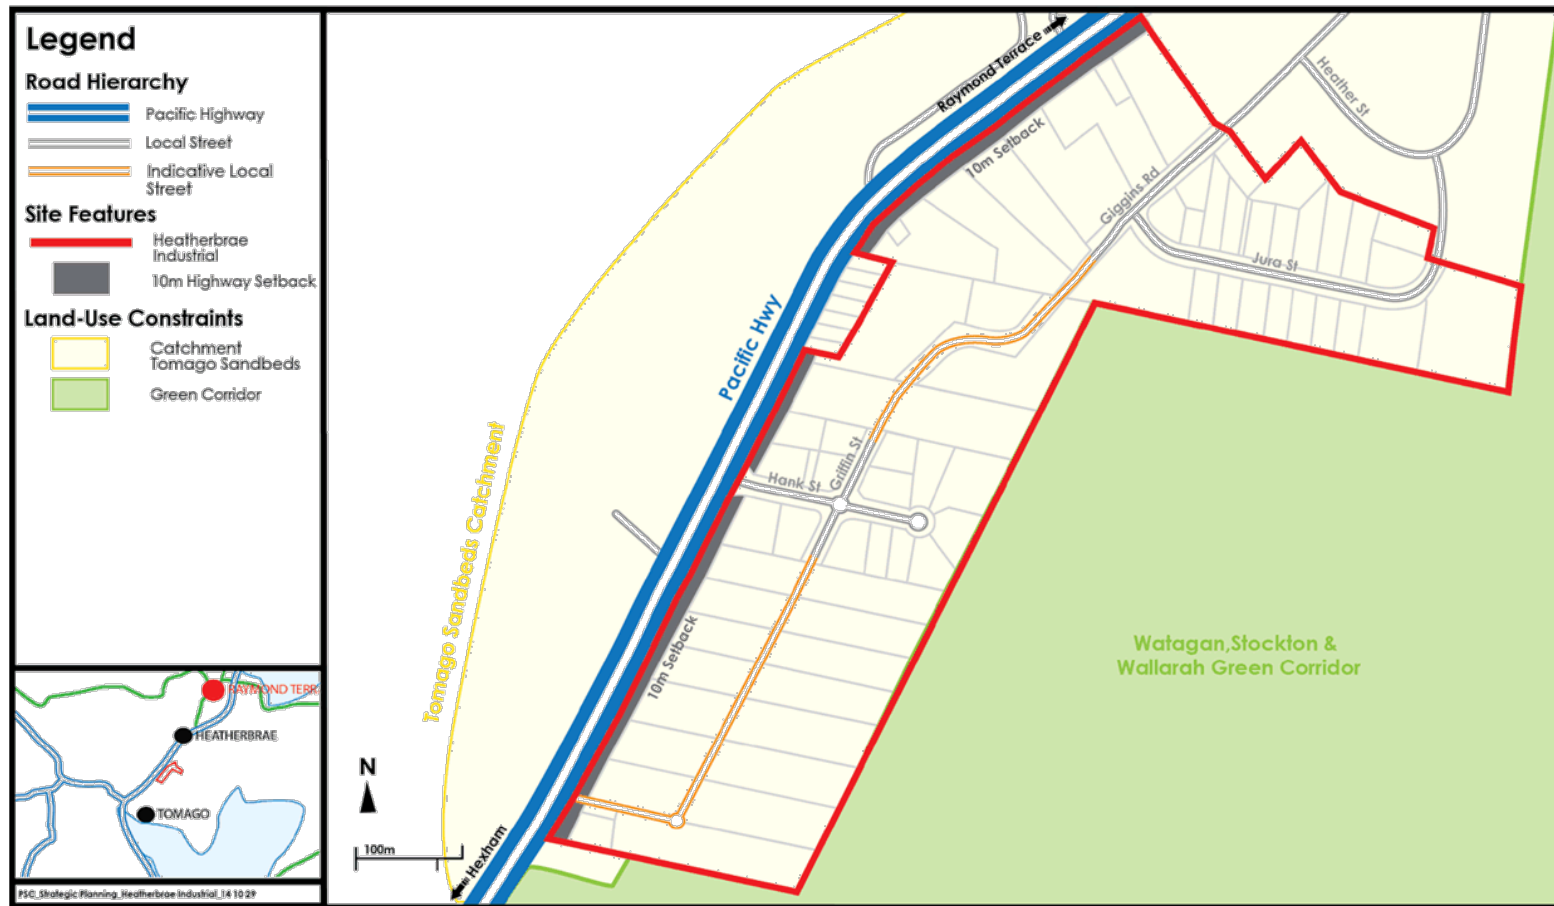 Legend
Road Hierarchy
Pacific Highway
Local Street
Indicative Local
Street
Site Features
Heatherbrae
Industrial
10m Highway Setback
Land-Use Constraints
Catchment
Tomago Sandbeds
Green Corridor
RAYMOND TERR
HEATHERBRAE
TOMAGO
PSC_Strategic Planning_Heatherbrae Industrial_14 10 29
Raymond Terrace
Heather St
10m Setback
Giggins Rd
Jura St
Pacific Hwy
Griffin St
Hank St
Tomago Sandbeds Catchment
10m Setback
Watagan,Stockton &
Wallarah Green Corridor
N
100m
Hexham